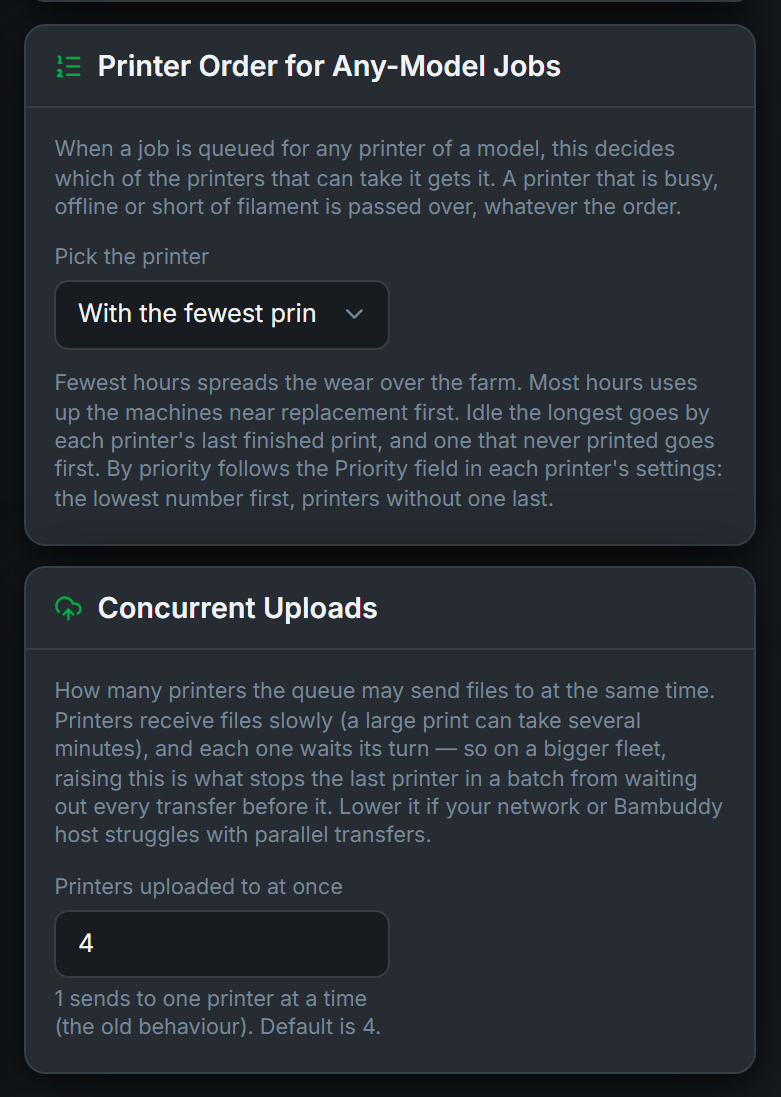 Printer Order for Any-Model Jobs
When a job is queued for any printer of a model, this decides
which of the printers that can take it gets it. A printer that is busy,
offline or short of filament is passed over, whatever the order.
Pick the printer
With the fewest prin
Fewest hours spreads the wear over the farm. Most hours uses
up the machines near replacement first. Idle the longest goes by
each printer's last finished print, and one that never printed goes
first. By priority follows the Priority field in each printer's settings:
the lowest number first, printers without one last.
Concurrent Uploads
How many printers the queue may send files to at the same time.
Printers receive files slowly (a large print can take several
minutes), and each one waits its turn — so on a bigger fleet,
raising this is what stops the last printer in a batch from waiting
out every transfer before it. Lower it if your network or Bambuddy
host struggles with parallel transfers.
Printers uploaded to at once
4
1 sends to one printer at a time
(the old behaviour). Default is 4.